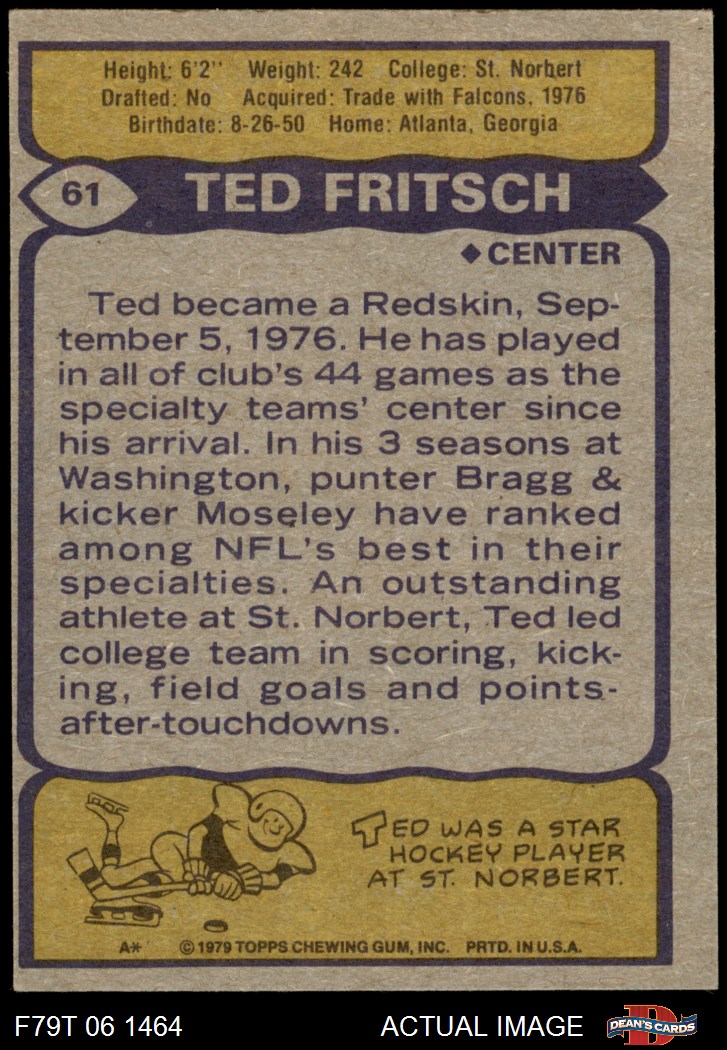 Height: 6'2" Weight: 242 College: St. Norbert
Drafted: No Acquired: Trade with Falcons, 1976
Birthdate: 8-26-50 Home: Atlanta, Georgia
61 TED FRITSCH
◆CENTER
Ted became a Redskin, Sep-
tember 5, 1976. He has played
in all of club's 44 games as the
specialty teams' center since
his arrival. In his 3 seasons at
Washington, punter Bragg &
kicker Moseley have ranked
among NFL's best in their
specialties. An outstanding
athlete at St. Norbert, Ted led
college team in scoring, kick-
ing, field goals and points-
after-touchdowns.
TED WAS A STAR
HOCKEY PLAYER
AT ST. NORBERT.
A* © 1979 TOPPS CHEWING GUM, INC. PRTD. IN U.S.A.
F79T 06 1464 ACTUAL IMAGE D DEAN'S CARDS